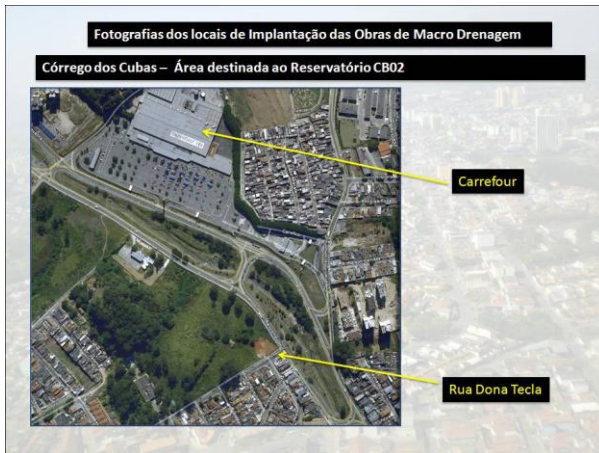 Fotografias dos locais de Implantação das Obras de Macro Drenagem
Córrego dos Cubas – Área destinada ao Reservatório CB02
Carrefour
Rua Dona Tecla